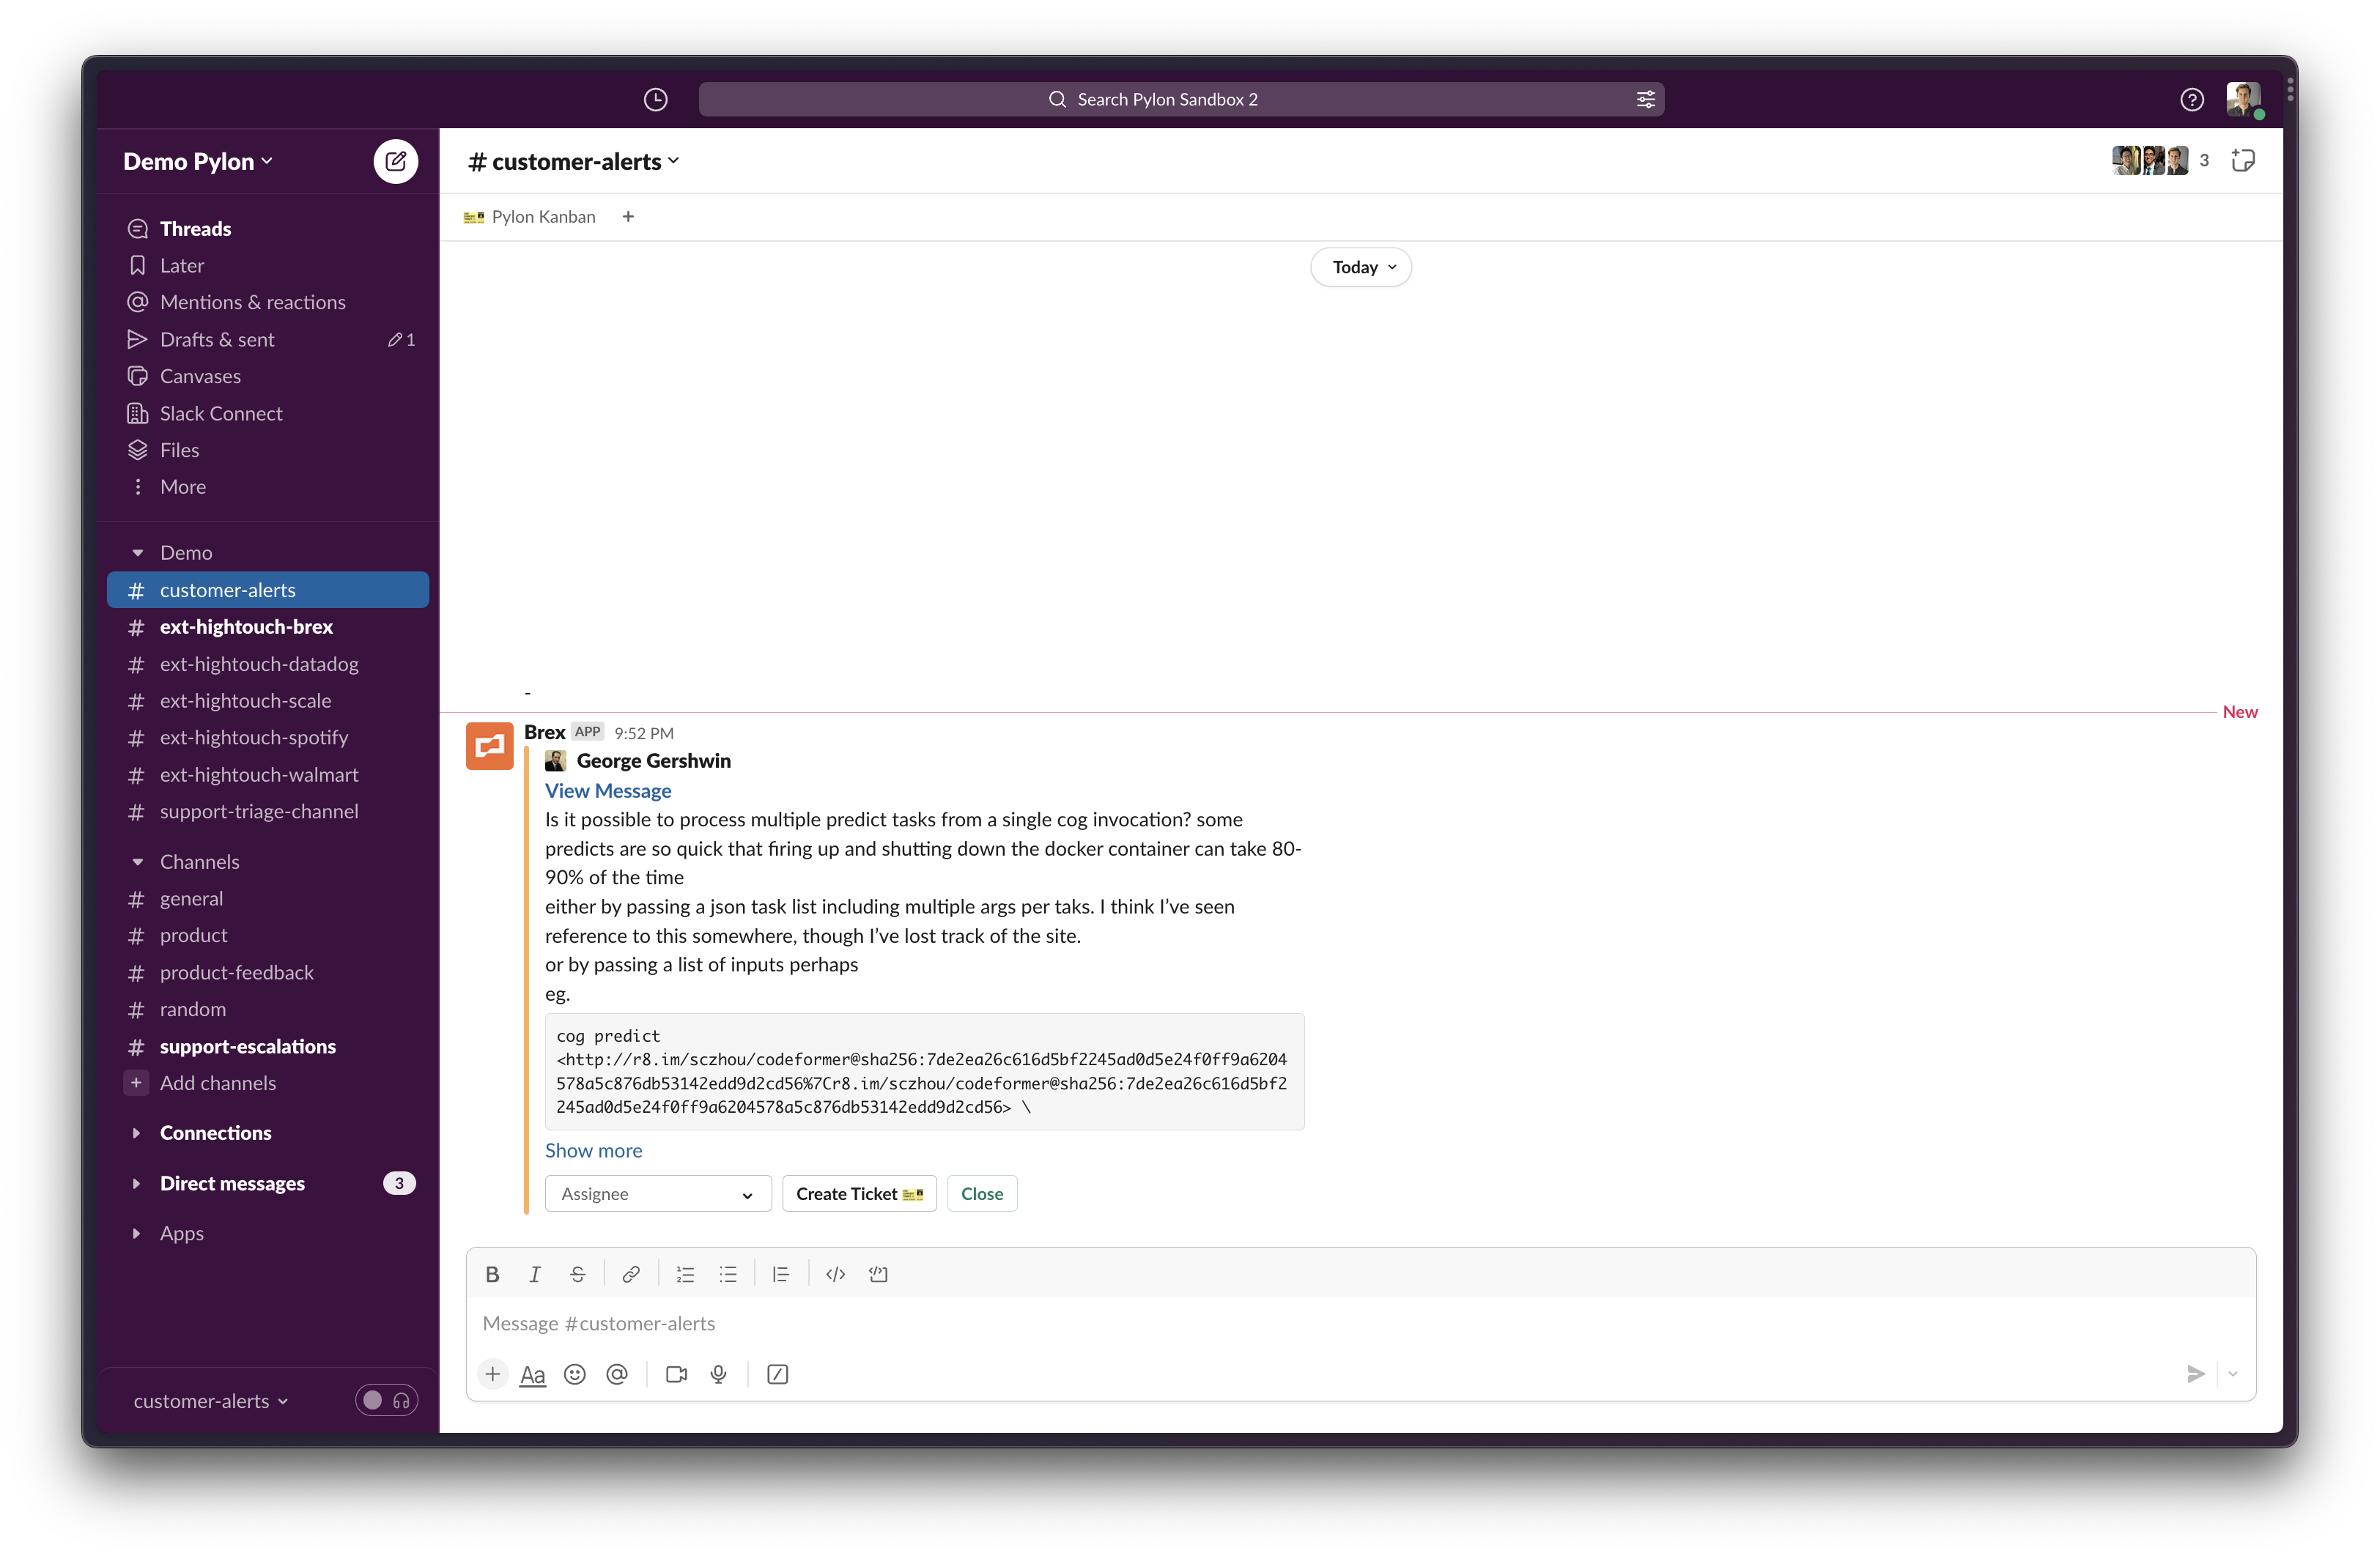 Search Pylon Sandbox 2
Demo Pylon
Threads
Later
Mentions & reactions
Drafts & sent 1
Canvases
Slack Connect
Files
More
Demo
# customer-alerts
# ext-hightouch-brex
# ext-hightouch-datadog
# ext-hightouch-scale
# ext-hightouch-spotify
# ext-hightouch-walmart
# support-triage-channel
Channels
# general
# product
# product-feedback
# random
# support-escalations
+ Add channels
Connections
Direct messages 3
Apps
customer-alerts
# customer-alerts
3
Pylon Kanban +
Today
-
New
Brex APP 9:52 PM
George Gershwin
View Message
Is it possible to process multiple predict tasks from a single cog invocation? some
predicts are so quick that firing up and shutting down the docker container can take 80-
90% of the time
either by passing a json task list including multiple args per taks. I think I’ve seen
reference to this somewhere, though I’ve lost track of the site.
or by passing a list of inputs perhaps
eg.
cog predict
<http://r8.im/sczhou/codeformer@sha256:7de2ea26c616d5bf2245ad0d5e24f0ff9a6204
578a5c876db53142edd9d2cd56%7Cr8.im/sczhou/codeformer@sha256:7de2ea26c616d5bf2
245ad0d5e24f0ff9a6204578a5c876db53142edd9d2cd56> \
Show more
Assignee
Create Ticket
Close
Message #customer-alerts
Aa